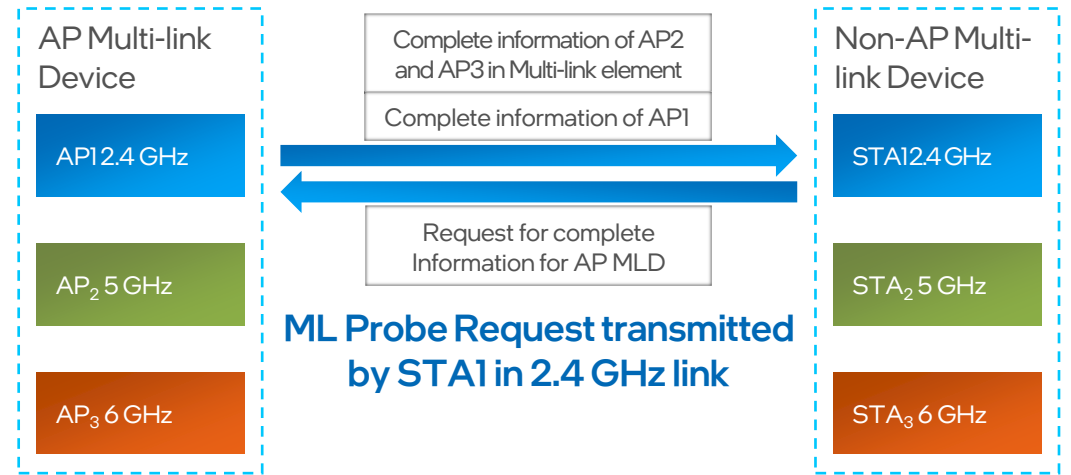 AP Multi-link
Device
AP1 2.4 GHz
AP₂ 5 GHz
AP₃ 6 GHz
Complete information of AP2
and AP3 in Multi-link element
Complete information of AP1
Request for complete
Information for AP MLD
ML Probe Request transmitted
by STA1 in 2.4 GHz link
Non-AP Multi-
link Device
STA1 2.4 GHz
STA₂ 5 GHz
STA₃ 6 GHz